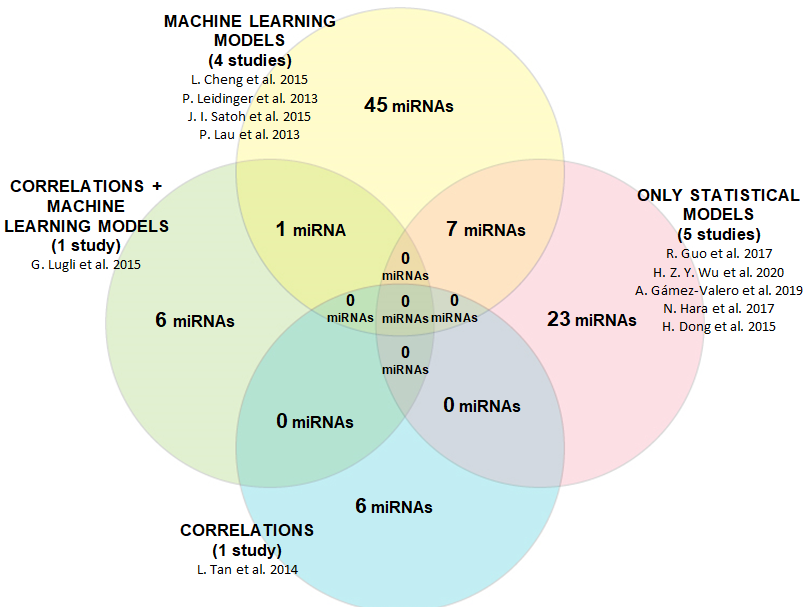 MACHINE LEARNING
MODELS
(4 studies)
L. Cheng et al. 2015
P. Leidinger et al. 2013
J. I. Satoh et al. 2015
P. Lau et al. 2013
45 miRNAs
CORRELATIONS +
MACHINE
LEARNING MODELS
(1 study)
G. Lugli et al. 2015
ONLY STATISTICAL
MODELS
(5 studies)
R. Guo et al. 2017
H. Z. Y. Wu et al. 2020
A. Gámez-Valero et al. 2019
N. Hara et al. 2017
H. Dong et al. 2015
1 miRNA
7 miRNAs
0
miRNAs
6 miRNAs
0
miRNAs
0
miRNAs
0
miRNAs
23 miRNAs
0
miRNAs
0 miRNAs
0 miRNAs
6 miRNAs
CORRELATIONS
(1 study)
L. Tan et al. 2014